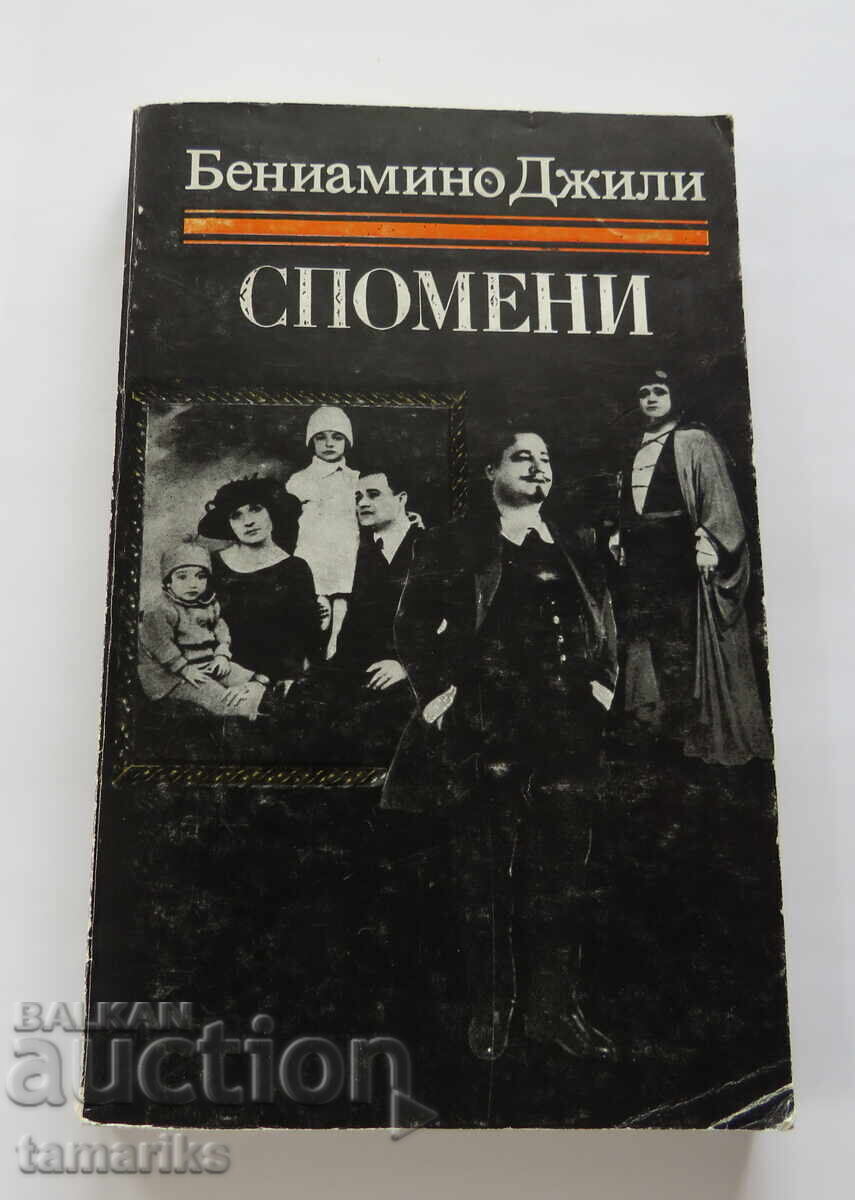 Бениамино Джили
СПОМЕНИ
BALKAN
auction
tamariks